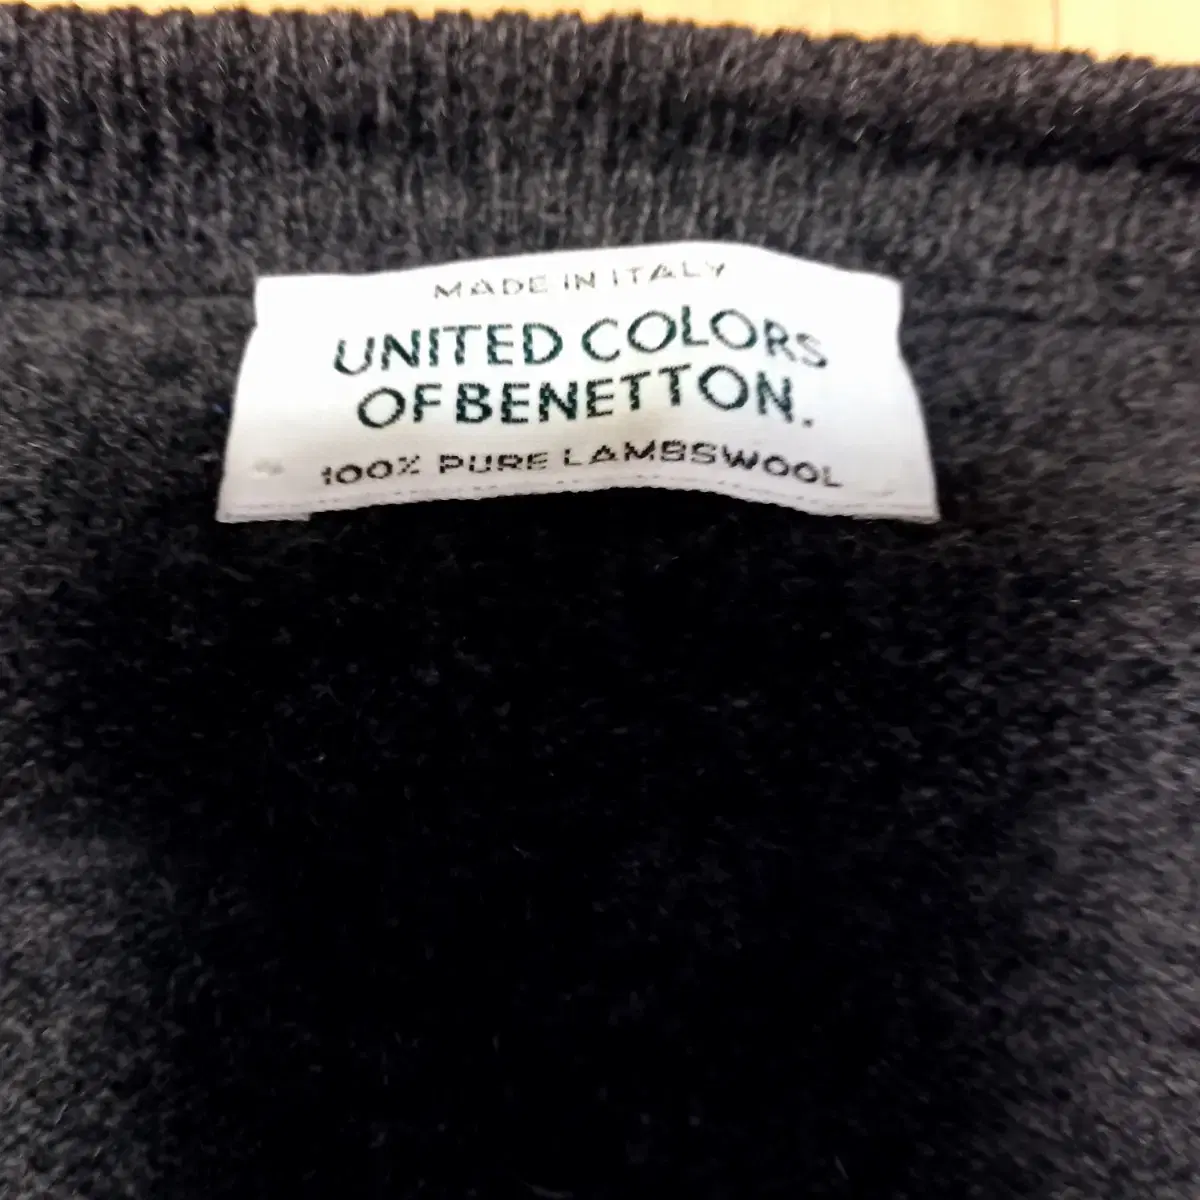 MADE IN ITALY
UNITED COLORS
OF BENETTON.
100% PURE LAMBSWOOL